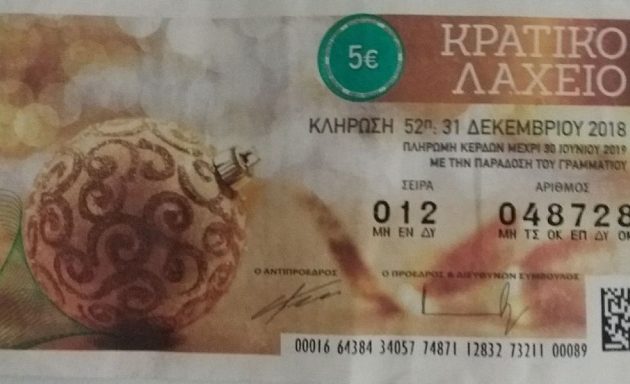 5€
ΚΡΑΤΙΚΟ
ΛΑΧΕΙΟ
ΚΛΗΡΩΣΗ 52η: 31 ΔΕΚΕΜΒΡΙΟΥ 2018
ΠΛΗΡΩΜΗ ΚΕΡΔΩΝ ΜΕΧΡΙ 30 ΙΟΥΝΙΟΥ 2019
ΜΕ ΤΗΝ ΠΑΡΑΔΟΣΗ ΤΟΥ ΓΡΑΜΜΑΤΙΟΥ
ΣΕΙΡΑ ΑΡΙΘΜΟΣ
012 048728
ΜΗ ΕΝ ΔΥ ΜΗ ΤΣ ΟΚ ΕΠ ΔΥ ΟΚ
Ο ΑΝΤΙΠΡΟΕΔΡΟΣ Ο ΠΡΟΕΔΡΟΣ & ΔΙΕΥΘΥΝΩΝ ΣΥΜΒΟΥΛΟΣ
00016 64384 34057 74871 12832 73211 00089